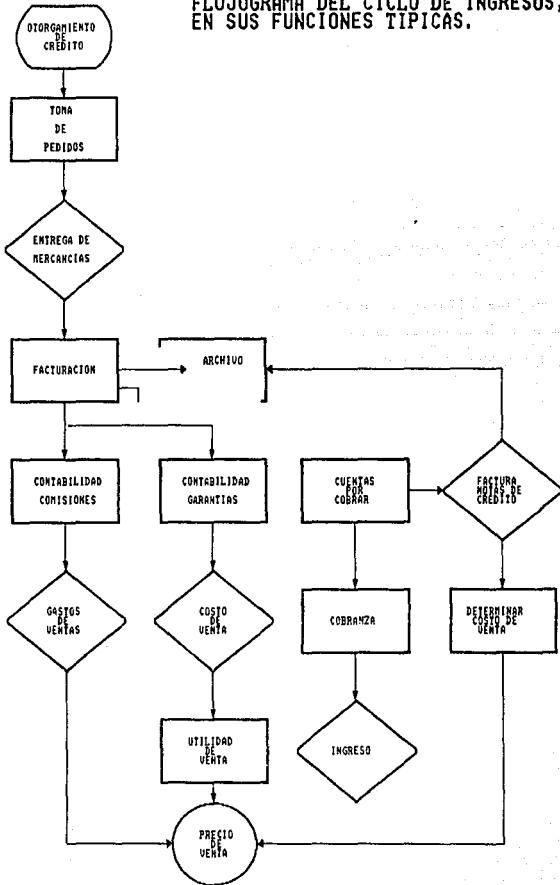 FLUJOGRAMA DEL CICLO DE INGRESOS,
EN SUS FUNCIONES TIPICAS.
OTORGAMIENTO
DE
CREDITO
TOMA
DE
PEDIDOS
ENTREGA DE
MERCANCIAS
FACTURACION
ARCHIVO
CONTABILIDAD
COMISIONES
CONTABILIDAD
GARANTIAS
CUENTAS
POR
COBRAR
FACTURA
NOTAS DE
CREDITO
GASTOS
DE
VENTAS
COSTO
DE
VENTA
COBRANZA
DETERMINAR
COSTO DE
VENTA
UTILIDAD
DE
VENTA
INGRESO
PRECIO
DE
VENTA